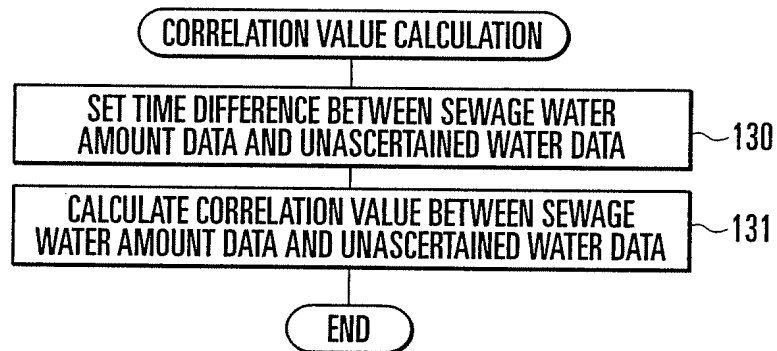 CORRELATION VALUE CALCULATION
SET TIME DIFFERENCE BETWEEN SEWAGE WATER
AMOUNT DATA AND UNASCERTAINED WATER DATA
130
CALCULATE CORRELATION VALUE BETWEEN SEWAGE
WATER AMOUNT DATA AND UNASCERTAINED WATER DATA
131
END